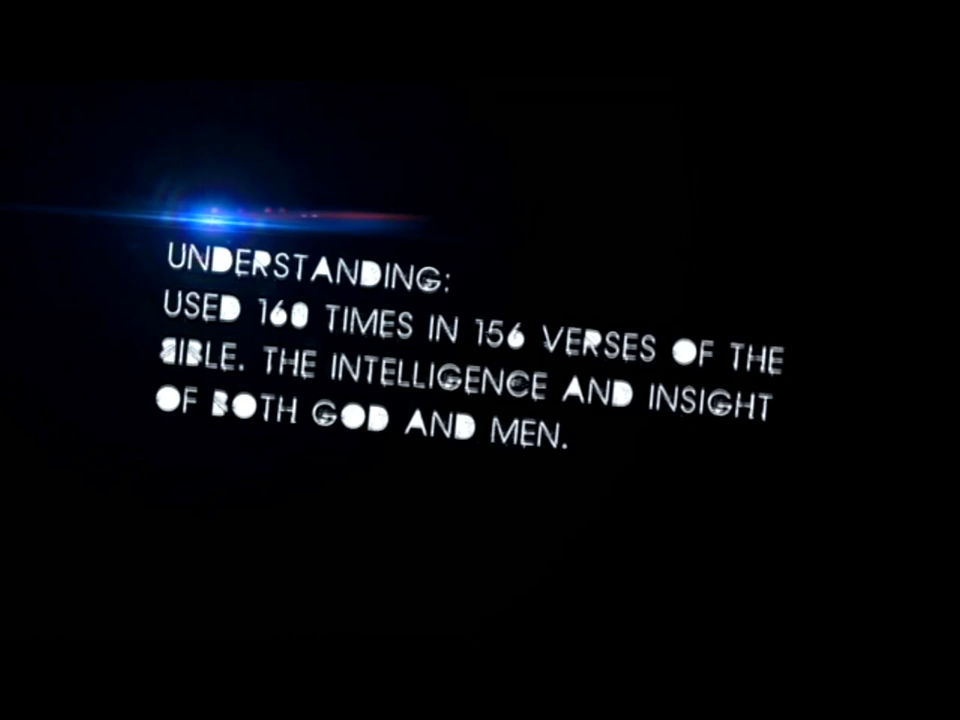 UNDERSTANDING:
USED 160 TIMES IN 156 VERSES OF THE
BIBLE. THE INTELLIGENCE AND INSIGHT
OF BOTH GOD AND MEN.